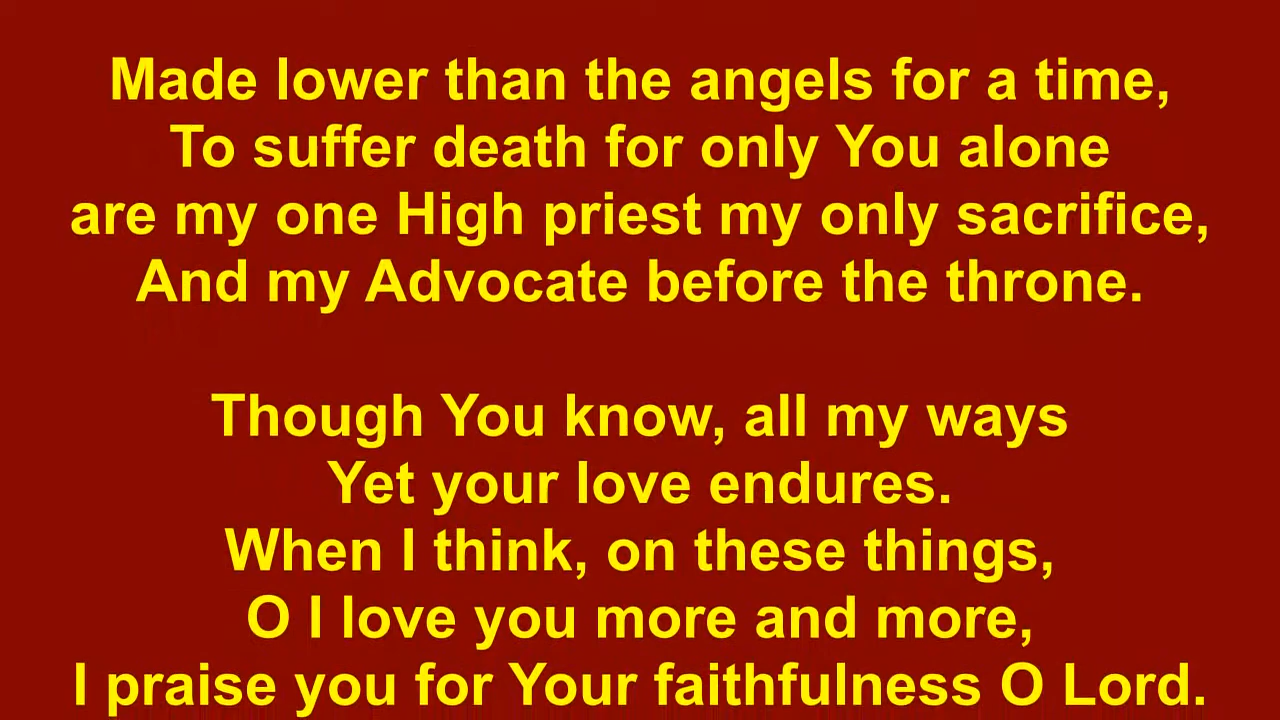 Made lower than the angels for a time,
To suffer death for only You alone
are my one High priest my only sacrifice,
And my Advocate before the throne.
Though You know, all my ways
Yet your love endures.
When I think, on these things,
O I love you more and more,
I praise you for Your faithfulness O Lord.